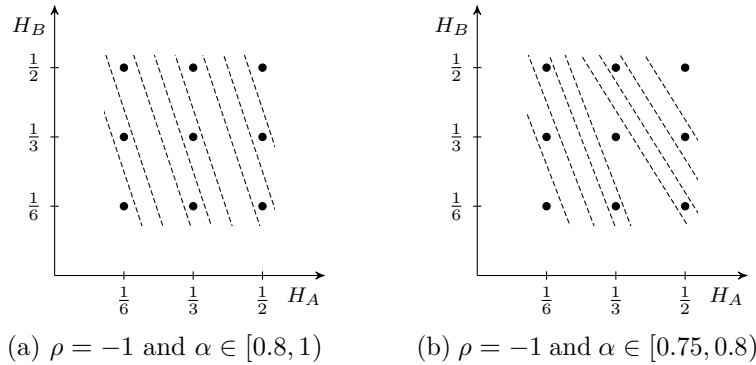 H_B
1/2
1/3
1/6
1/6 1/3 1/2 H_A
(a) ρ = −1 and α ∈ [0.8, 1)
H_B
1/2
1/3
1/6
1/6 1/3 1/2 H_A
(b) ρ = −1 and α ∈ [0.75, 0.8)